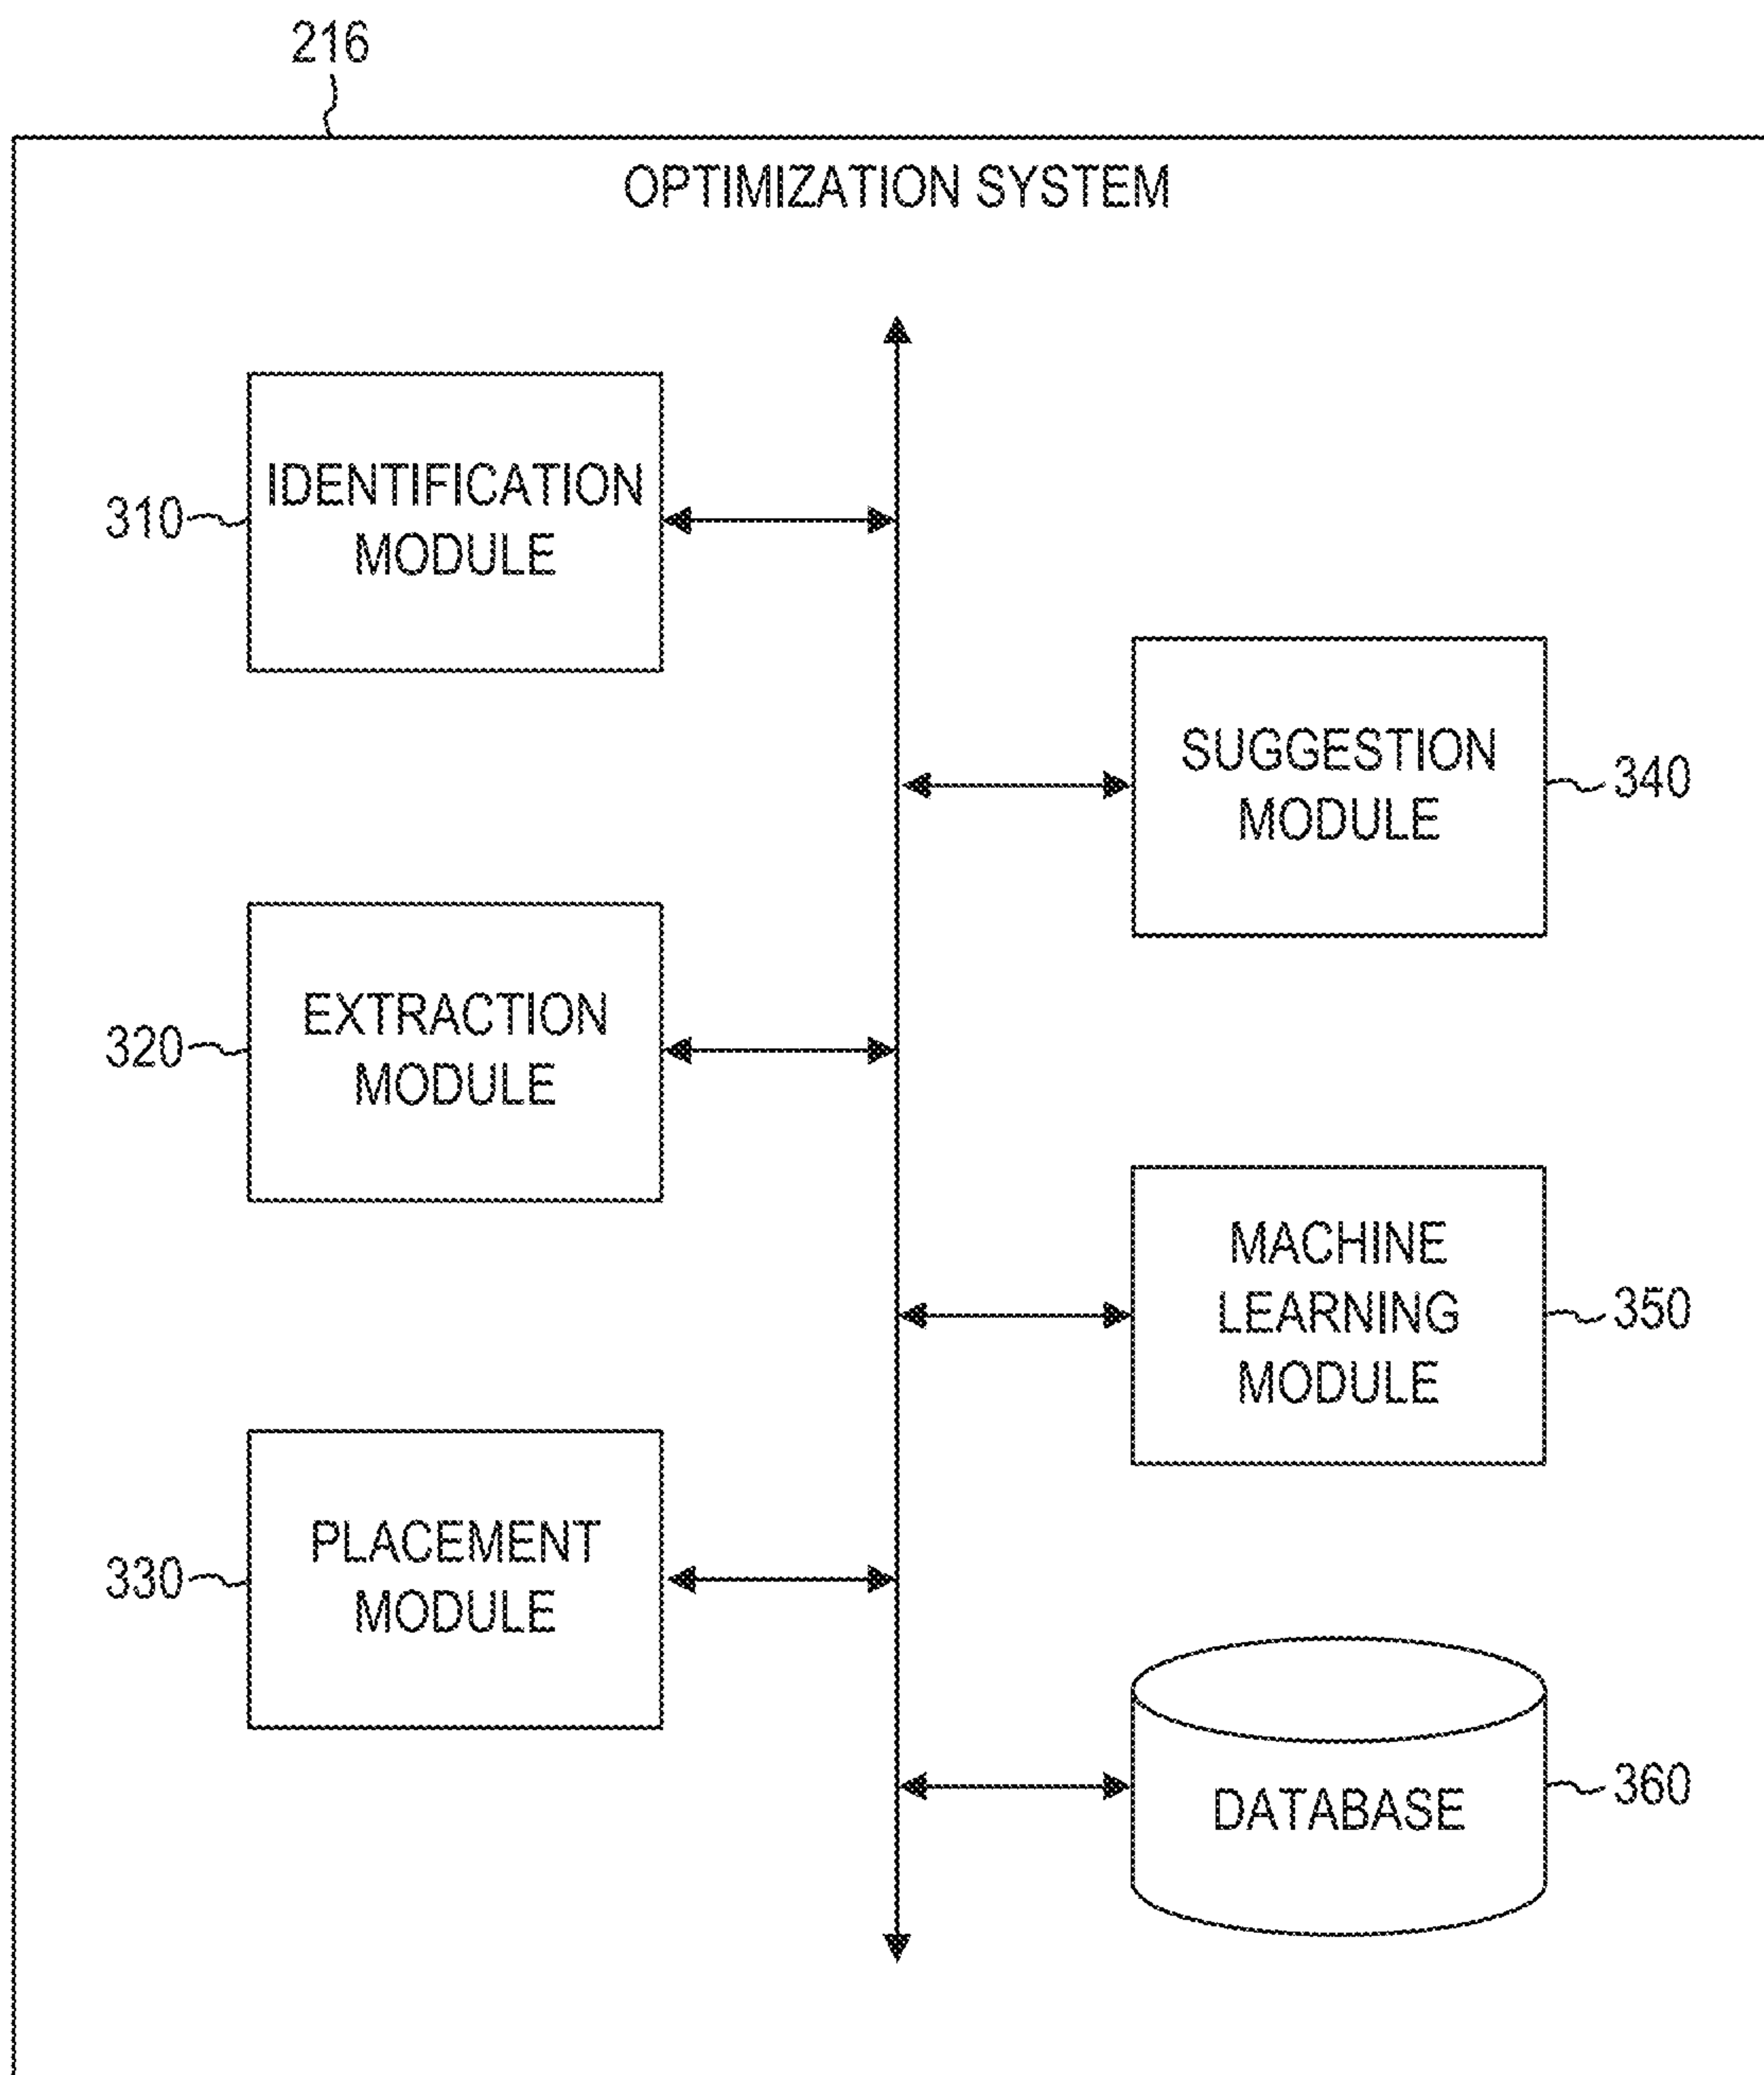 216
OPTIMIZATION SYSTEM
IDENTIFICATION
MODULE
310
SUGGESTION
MODULE
340
EXTRACTION
MODULE
320
MACHINE
LEARNING
MODULE
350
PLACEMENT
MODULE
330
DATABASE
360